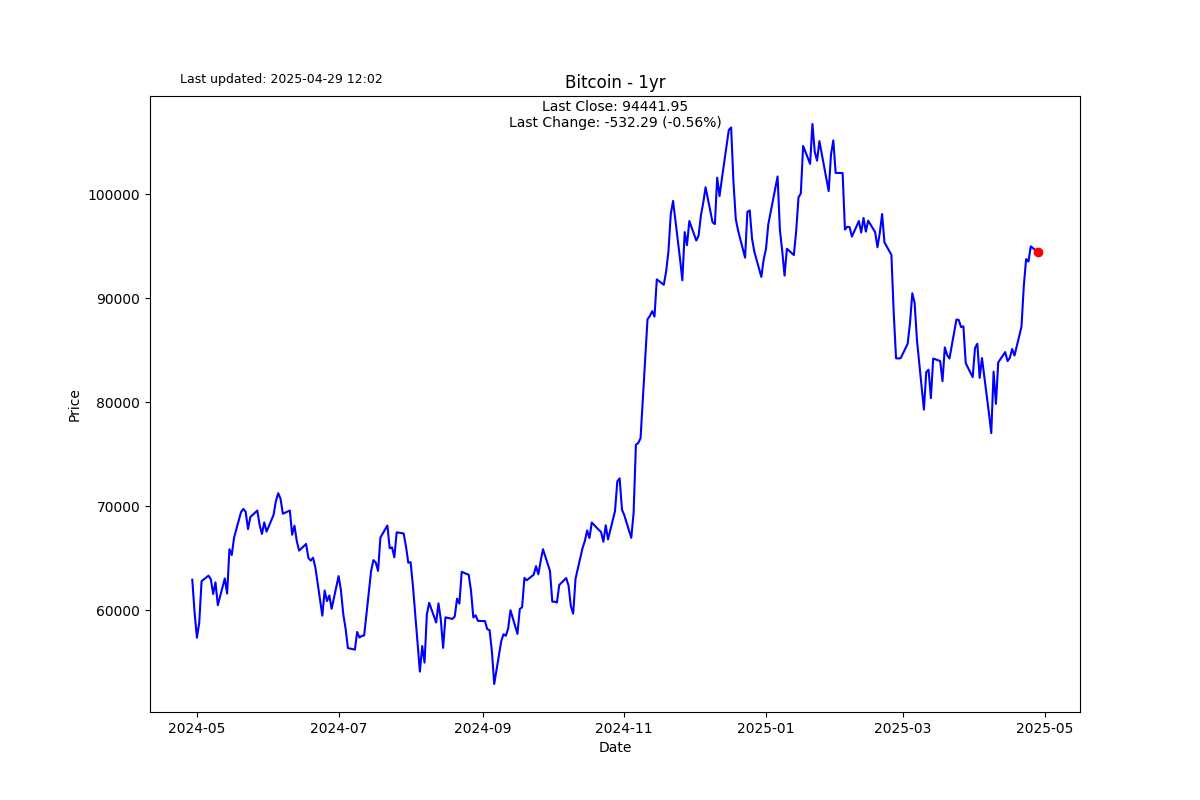 Last updated: 2025-04-29 12:02
Bitcoin - 1yr
Last Close: 94441.95
Last Change: -532.29 (-0.56%)
100000
90000
80000
70000
60000
Price
2024-05 2024-07 2024-09 2024-11 2025-01 2025-03 2025-05
Date